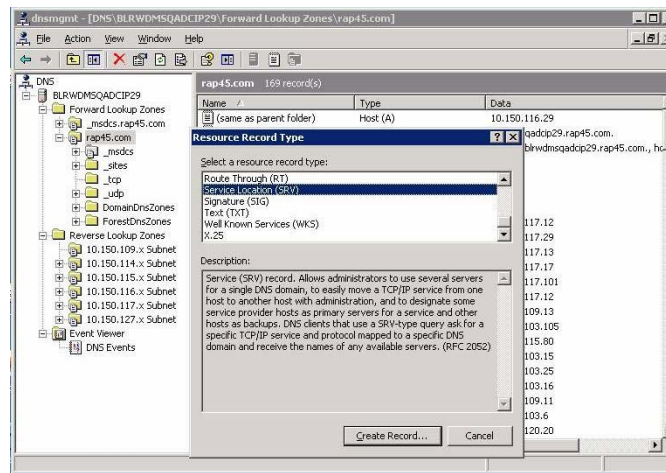 dnsmgmt - [DNS\BLRWDMSQADCIP29\Forward Lookup Zones\rap45.com]
File Action View Window Help
DNS
BLRWDMSQADCIP29
Forward Lookup Zones
_msdcs.rap45.com
rap45.com
_msdcs
_sites
_tcp
_udp
DomainDnsZones
ForestDnsZones
Reverse Lookup Zones
10.150.109.x Subnet
10.150.114.x Subnet
10.150.115.x Subnet
10.150.116.x Subnet
10.150.117.x Subnet
10.150.127.x Subnet
Event Viewer
DNS Events
rap45.com 169 record(s)
Name Type Data
(same as parent folder) Host (A) 10.150.116.29
qadcip29.rap45.com.
blrwdmsqadcip29.rap45.com., ho
117.12
117.29
117.13
117.17
117.101
117.12
109.13
103.105
115.80
103.15
103.25
103.16
109.11
103.6
120.20
Resource Record Type
Select a resource record type:
Route Through (RT)
Service Location (SRV)
Signature (SIG)
Text (TXT)
Well Known Services (WKS)
X.25
Description:
Service (SRV) record. Allows administrators to use several servers
for a single DNS domain, to easily move a TCP/IP service from one
host to another host with administration, and to designate some
service provider hosts as primary servers for a service and other
hosts as backups. DNS clients that use a SRV-type query ask for a
specific TCP/IP service and protocol mapped to a specific DNS
domain and receive the names of any available servers. (RFC 2052)
Create Record... Cancel